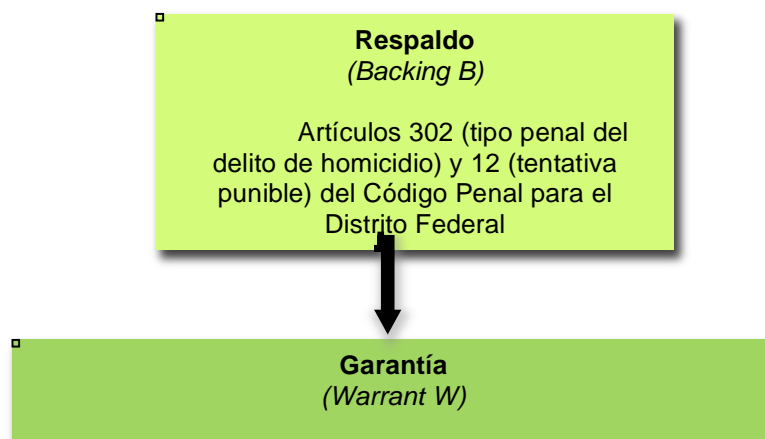 Respaldo
(Backing B)
Artículos 302 (tipo penal del
delito de homicidio) y 12 (tentativa
punible) del Código Penal para el
Distrito Federal
Garantía
(Warrant W)